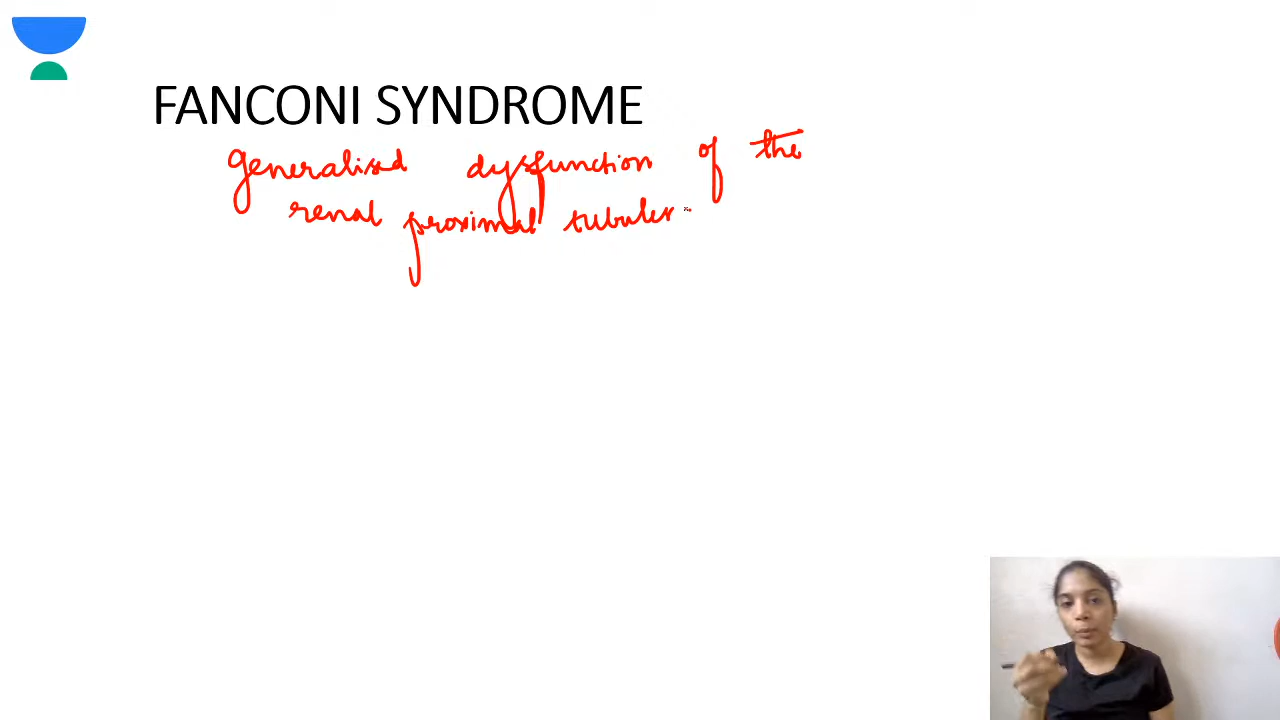 FANCONI SYNDROME
Generalised dysfunction of the
renal proximal tubules